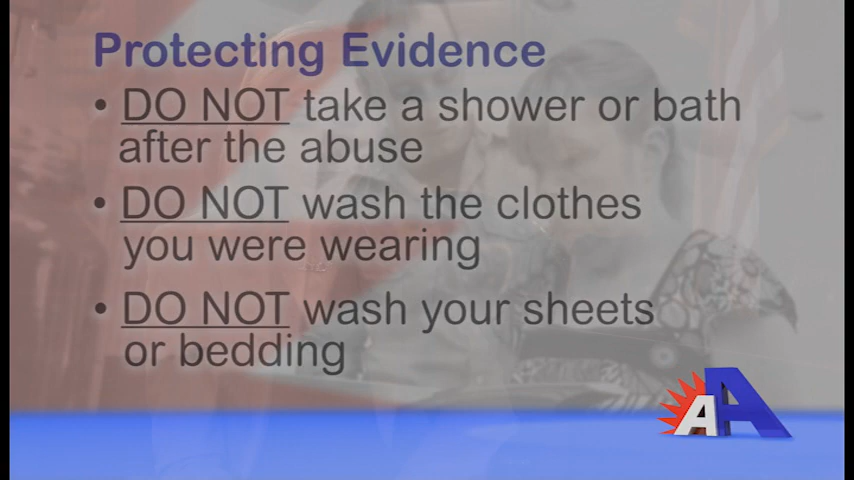 Protecting Evidence
• DO NOT take a shower or bath
after the abuse
• DO NOT wash the clothes
you were wearing
• DO NOT wash your sheets
or bedding
AA